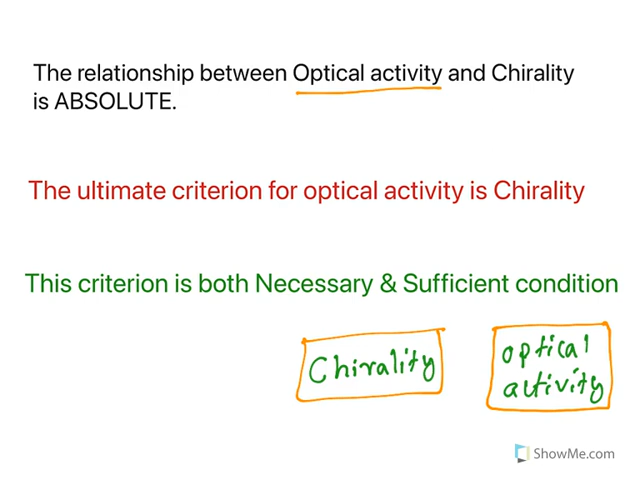 The relationship between Optical activity and Chirality
is ABSOLUTE.
The ultimate criterion for optical activity is Chirality
This criterion is both Necessary & Sufficient condition
Chirality
optical
activity
ShowMe.com